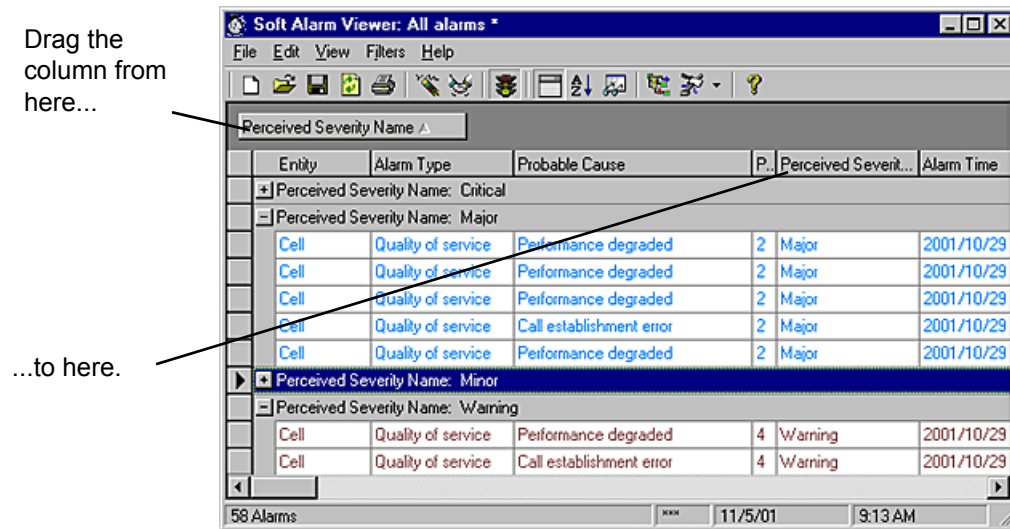 Drag the
column from
here...
...to here.
Soft Alarm Viewer: All alarms *
File Edit View Filters Help
Perceived Severity Name
Entity Alarm Type Probable Cause P.. Perceived Severit... Alarm Time
Perceived Severity Name: Critical
Perceived Severity Name: Major
Cell Quality of service Performance degraded 2 Major 2001/10/29
Cell Quality of service Performance degraded 2 Major 2001/10/29
Cell Quality of service Performance degraded 2 Major 2001/10/29
Cell Quality of service Call establishment error 2 Major 2001/10/29
Cell Quality of service Performance degraded 2 Major 2001/10/29
Perceived Severity Name: Minor
Perceived Severity Name: Warning
Cell Quality of service Performance degraded 4 Warning 2001/10/29
Cell Quality of service Call establishment error 4 Warning 2001/10/29
58 Alarms 11/5/01 9:13 AM